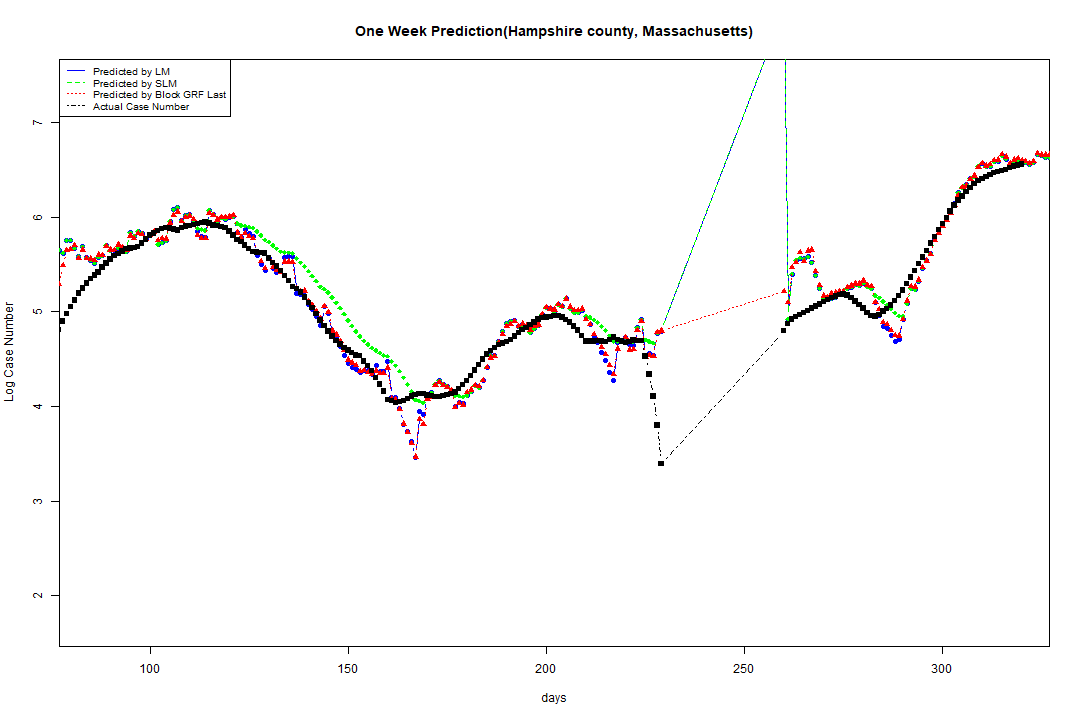 One Week Prediction(Hampshire county, Massachusetts)
Predicted by LM
Predicted by SLM
Predicted by Block GRF Last
Actual Case Number
7
6
5
4
3
2
Log Case Number
100
150
200
250
300
days